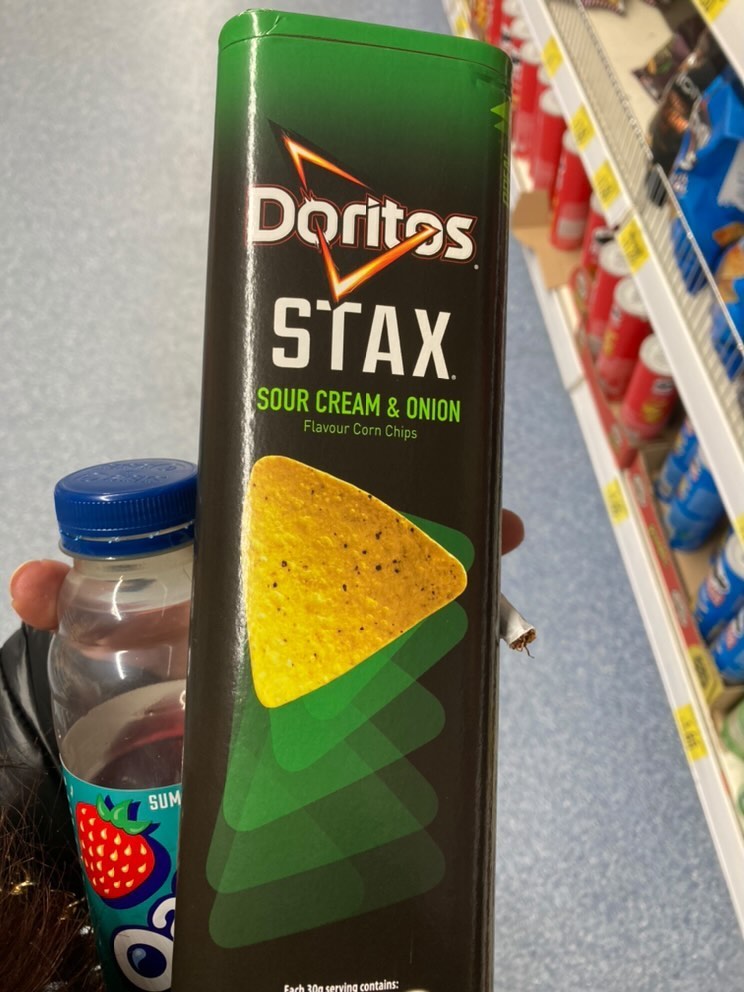 Doritos
STAX
SOUR CREAM & ONION
Flavour Corn Chips
SUM
Each 30g serving contains: